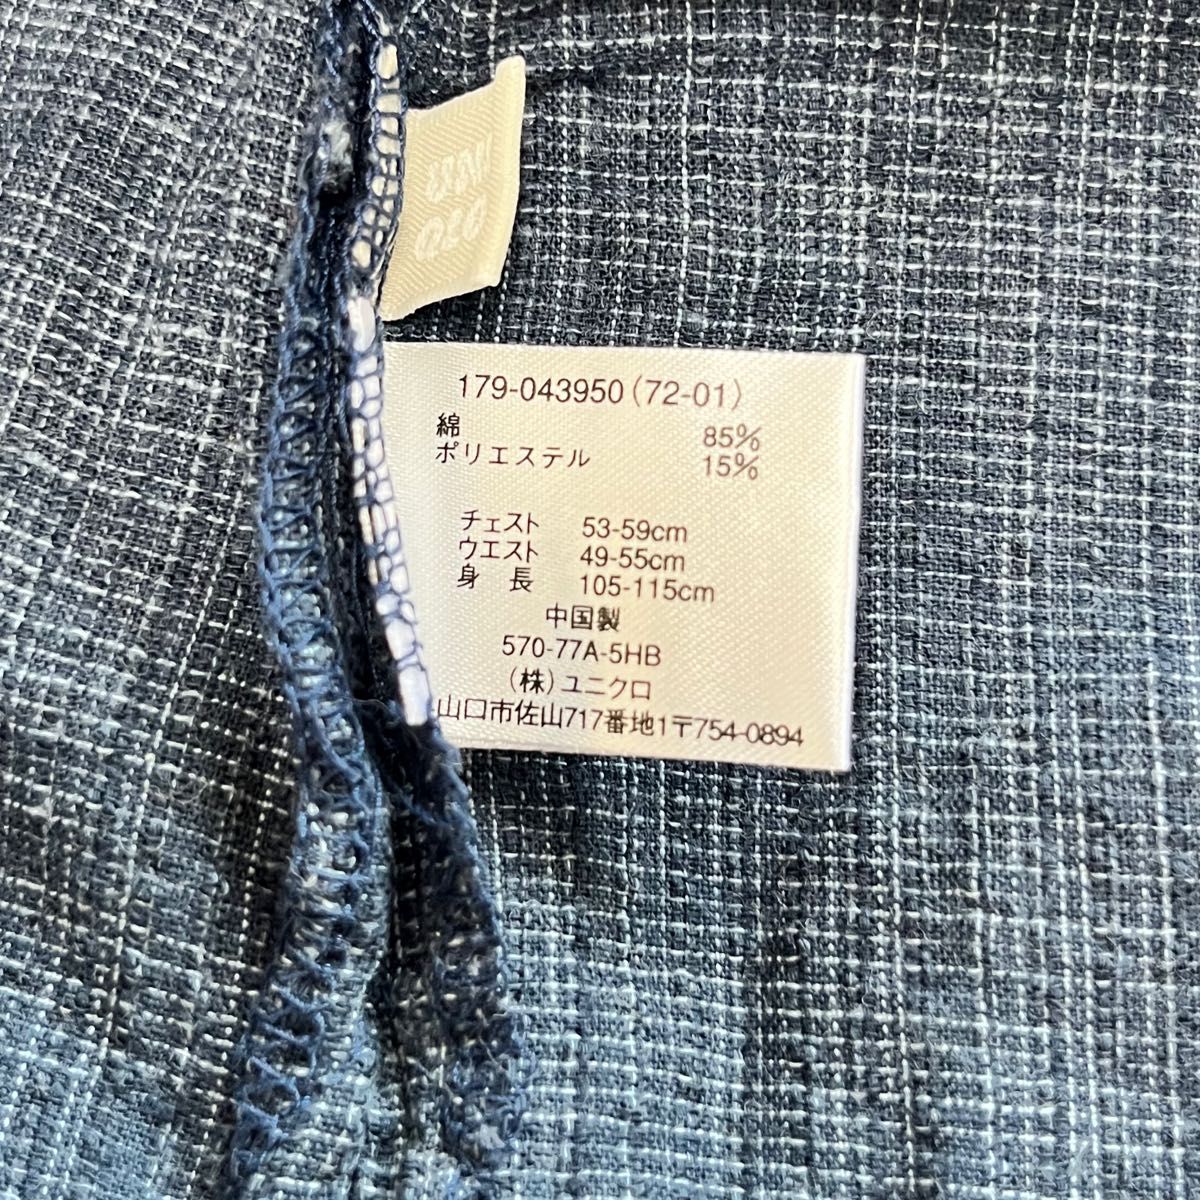 UNI
QLO
179-043950(72-01)
綿 85%
ポリエステル 15%
チェスト 53-59cm
ウエスト 49-55cm
身 長 105-115cm
中国製
570-77A-5HB
(株)ユニクロ
山口市佐山717番地1〒754-0894